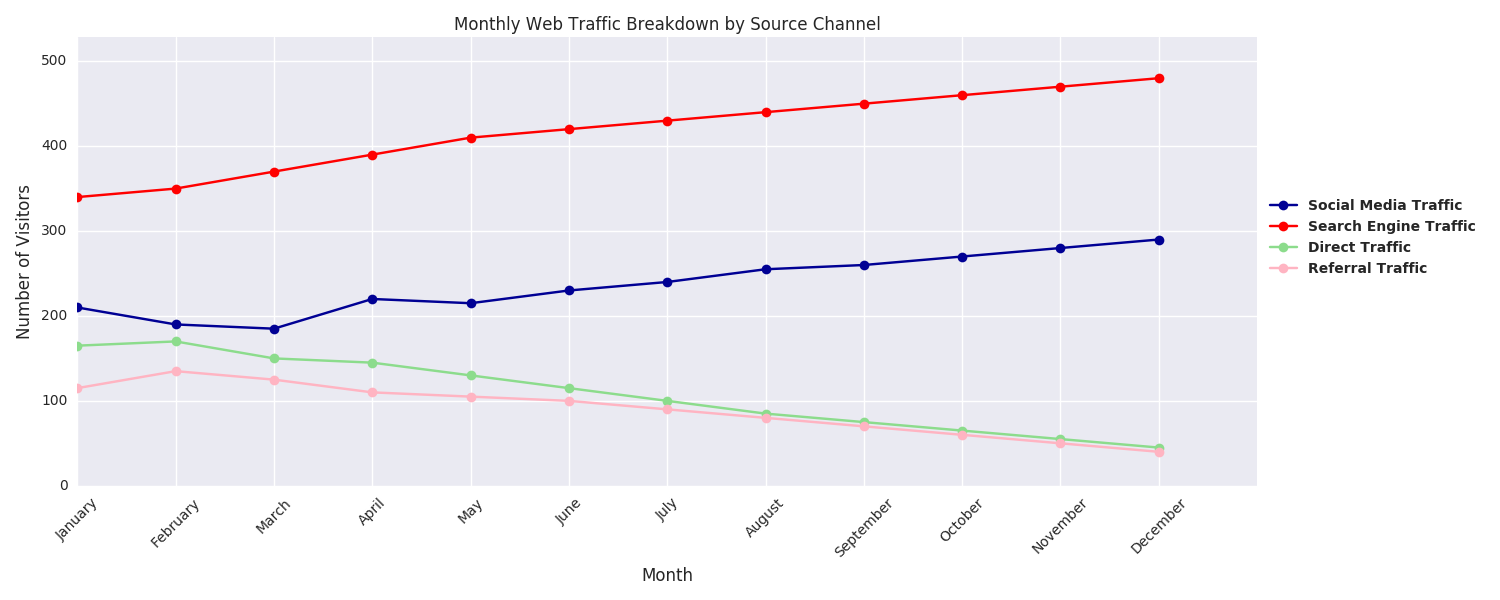 Monthly Web Traffic Breakdown by Source Channel
Number of Visitors
500
400
300
200
100
0
January
February
March
April
May
June
July
August
September
October
November
December
Month
Social Media Traffic
Search Engine Traffic
Direct Traffic
Referral Traffic